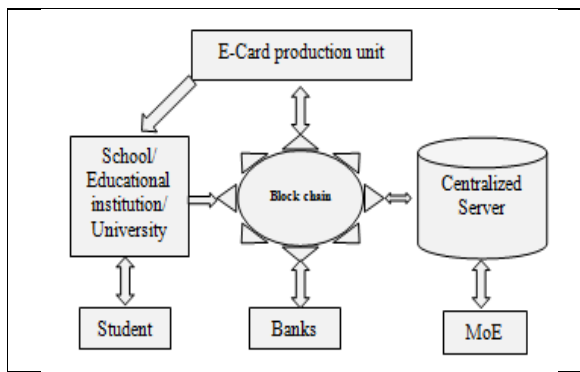 E-Card production unit
School/
Educational
institution/
University
Block chain
Centralized
Server
Student
Banks
MoE